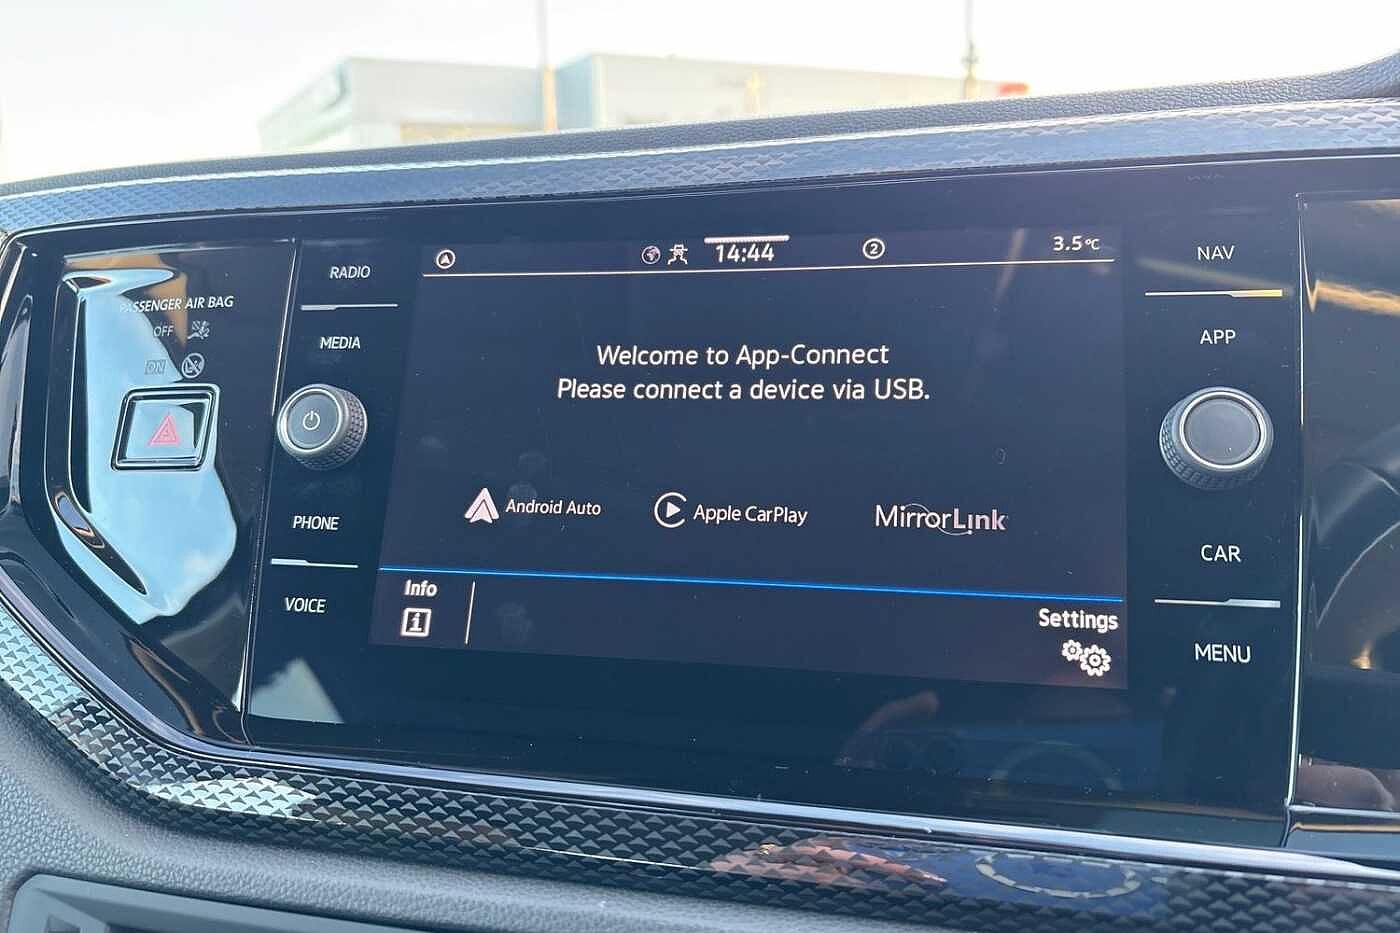 PASSENGER AIR BAG
OFF
ON
RADIO
MEDIA
PHONE
VOICE
14:44
2
3.5°C
Welcome to App-Connect
Please connect a device via USB.
Android Auto
Apple CarPlay
MirrorLink
Info
i
Settings
NAV
APP
CAR
MENU